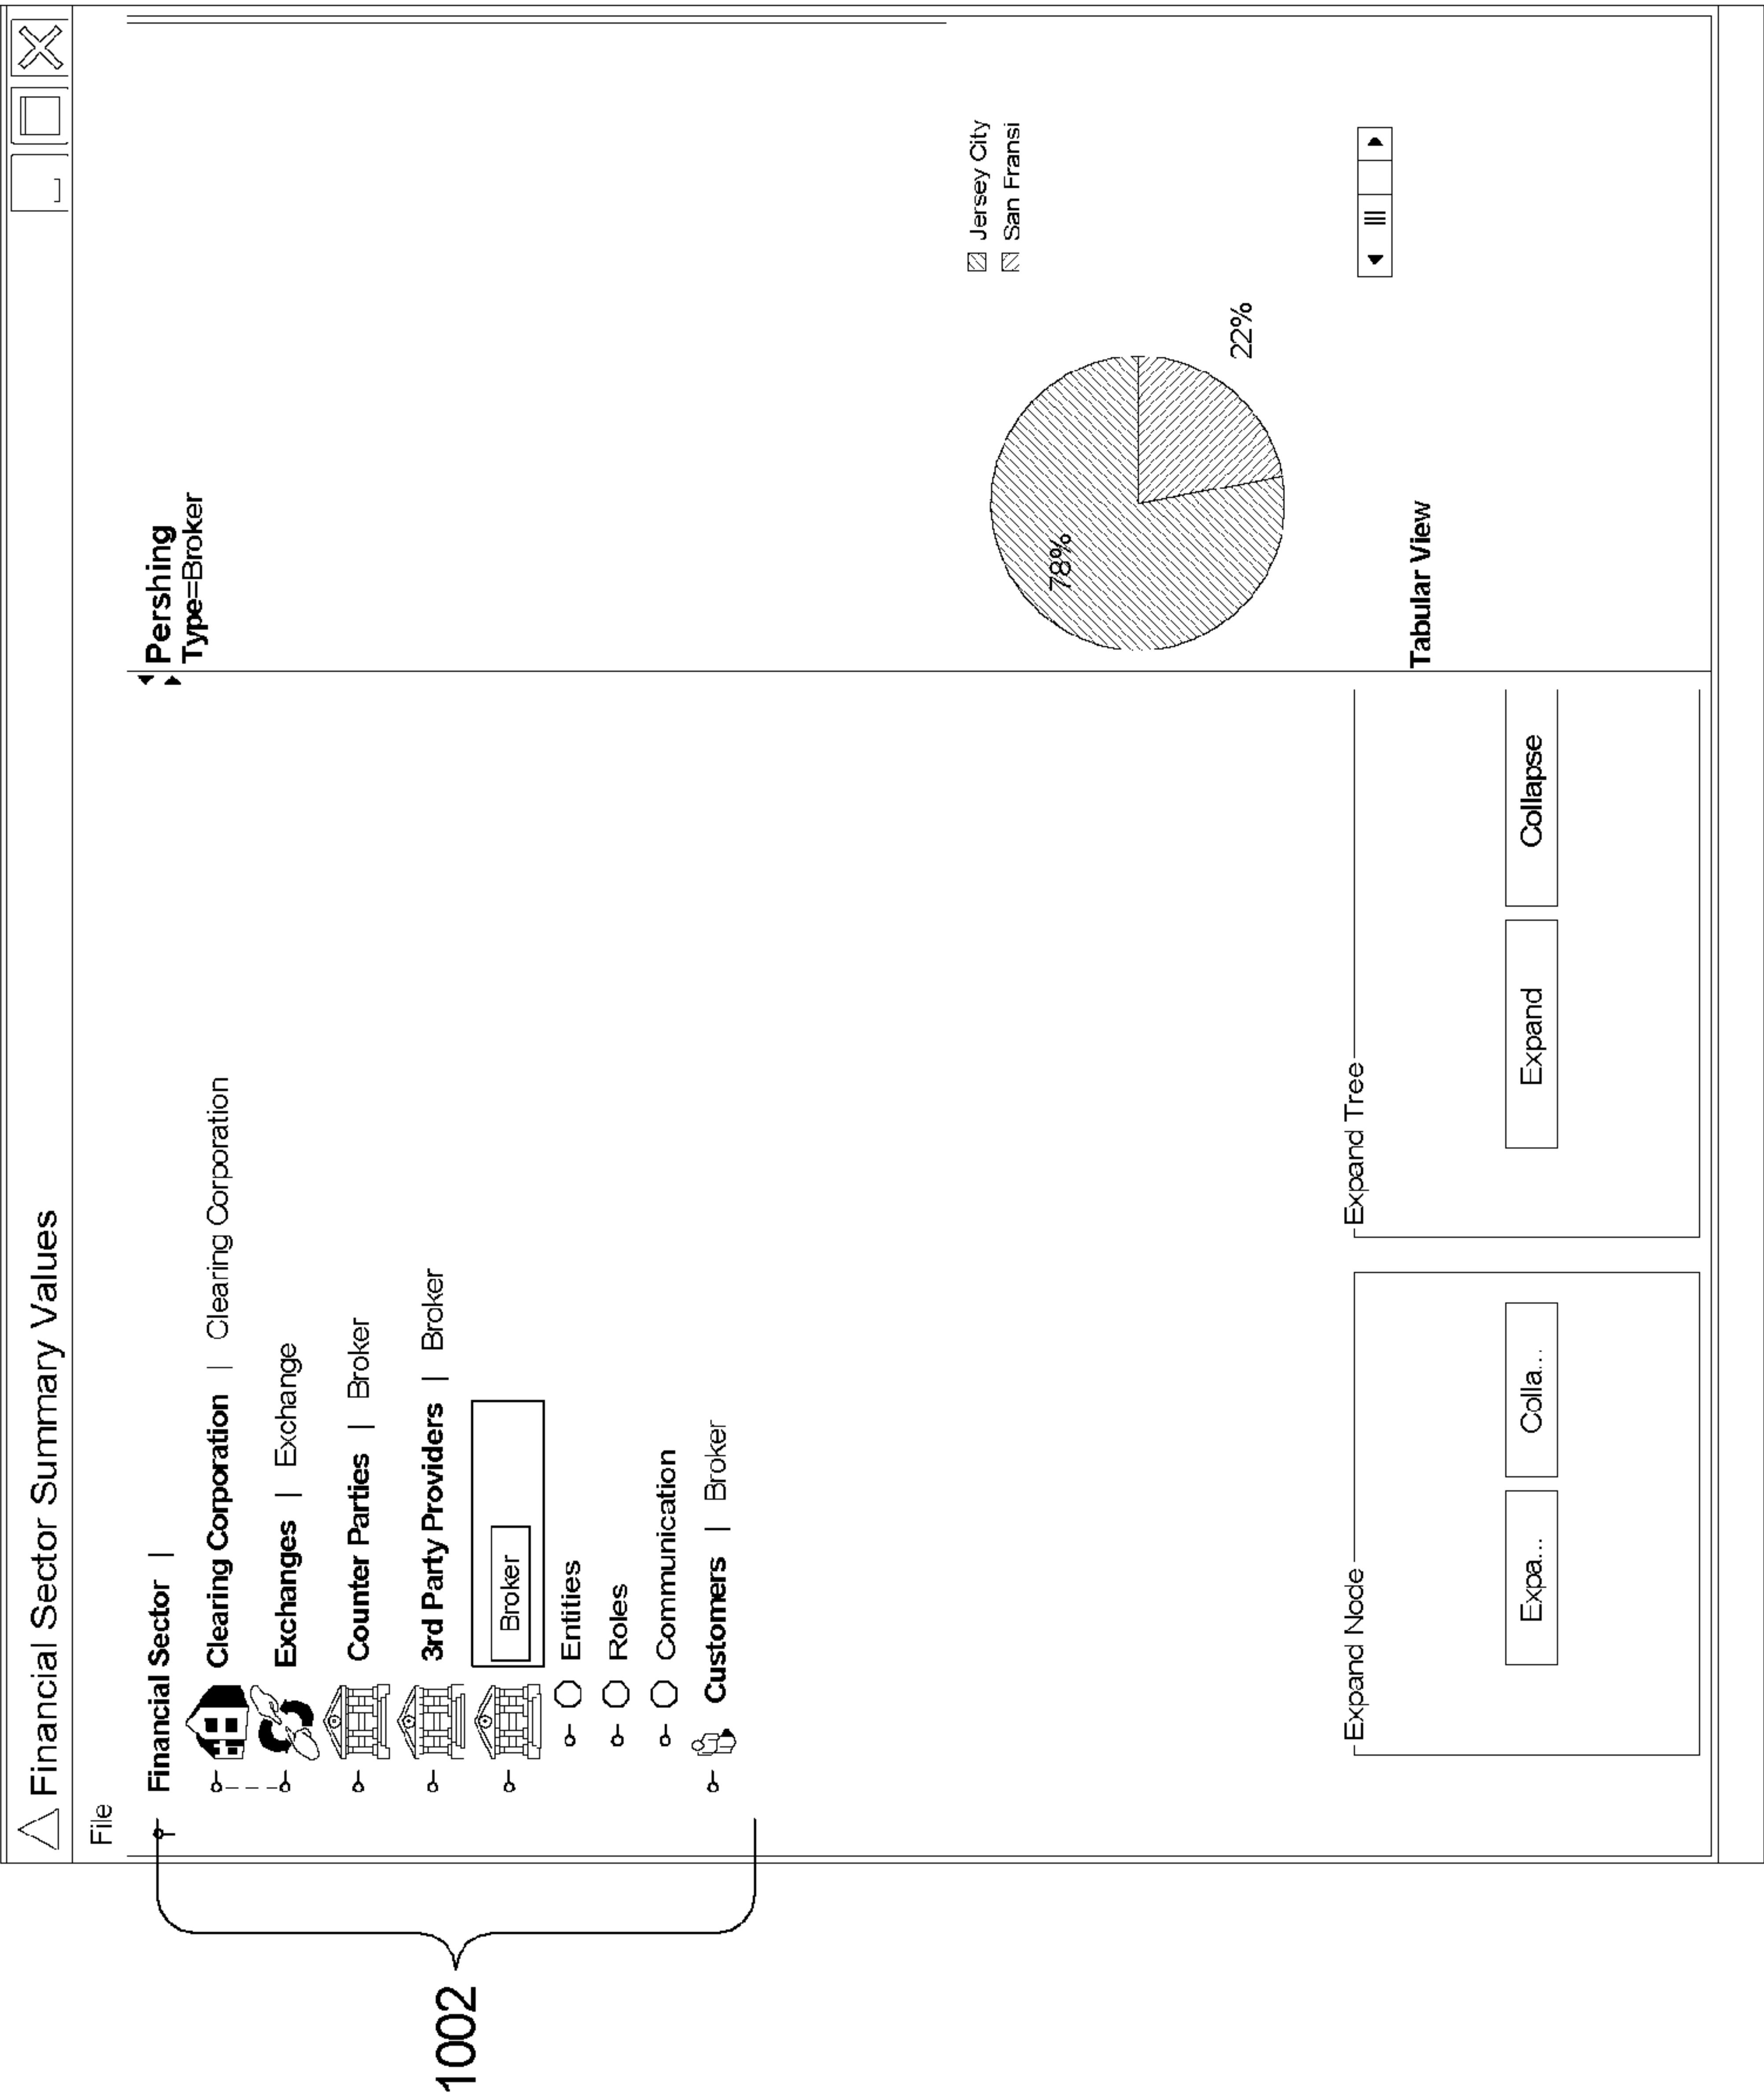 Financial Sector Summary Values
File
Financial Sector |
Clearing Corporation | Clearing Corporation
Exchanges | Exchange
Counter Parties | Broker
3rd Party Providers | Broker
Broker
Entities
Roles
Communication
Customers | Broker
1002
Expand Node
Expa...
Colla...
Expand Tree
Expand
Collapse
Pershing
Type=Broker
Jersey City
San Fransi
78%
22%
Tabular View